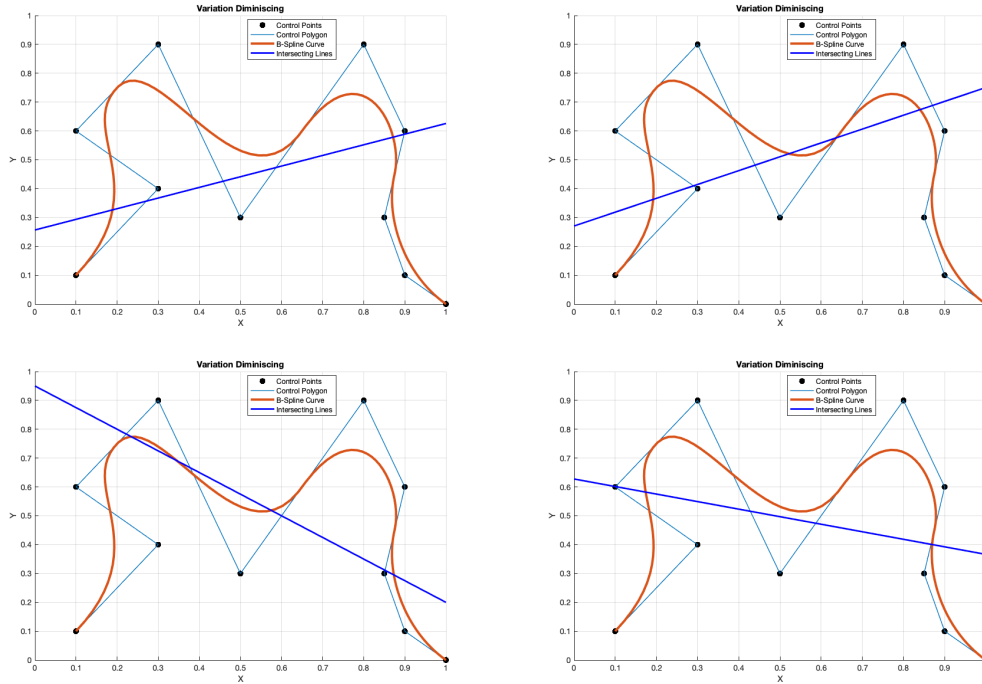 Variation Diminiscing
Control Points
Control Polygon
B-Spline Curve
Intersecting Lines
1
0.9
0.8
0.7
0.6
0.5
0.4
0.3
0.2
0.1
0
Y
0 0.1 0.2 0.3 0.4 0.5 0.6 0.7 0.8 0.9 1
X
Variation Diminiscing
Control Points
Control Polygon
B-Spline Curve
Intersecting Lines
1
0.9
0.8
0.7
0.6
0.5
0.4
0.3
0.2
0.1
0
Y
0 0.1 0.2 0.3 0.4 0.5 0.6 0.7 0.8 0.9
X
Variation Diminiscing
Control Points
Control Polygon
B-Spline Curve
Intersecting Lines
1
0.9
0.8
0.7
0.6
0.5
0.4
0.3
0.2
0.1
0
Y
0 0.1 0.2 0.3 0.4 0.5 0.6 0.7 0.8 0.9 1
X
Variation Diminiscing
Control Points
Control Polygon
B-Spline Curve
Intersecting Lines
1
0.9
0.8
0.7
0.6
0.5
0.4
0.3
0.2
0.1
0
Y
0 0.1 0.2 0.3 0.4 0.5 0.6 0.7 0.8 0.9
X